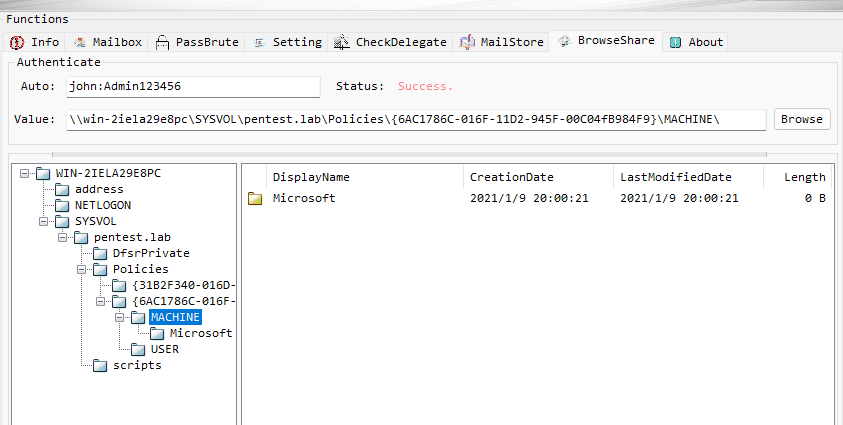 Functions
Info Mailbox PassBrute Setting CheckDelegate MailStore BrowseShare About
Authenticate
Auto: john:Admin123456 Status: Success.
Value: \\win-2iela29e8pc\SYSVOL\pentest.lab\Policies\{6AC1786C-016F-11D2-945F-00C04fB984F9}\MACHINE\ Browse
WIN-2IELA29E8PC
address
NETLOGON
SYSVOL
pentest.lab
DfsrPrivate
Policies
{31B2F340-016D-
{6AC1786C-016F-
MACHINE
Microsoft
USER
scripts
DisplayName CreationDate LastModifiedDate Length
Microsoft 2021/1/9 20:00:21 2021/1/9 20:00:21 0 B